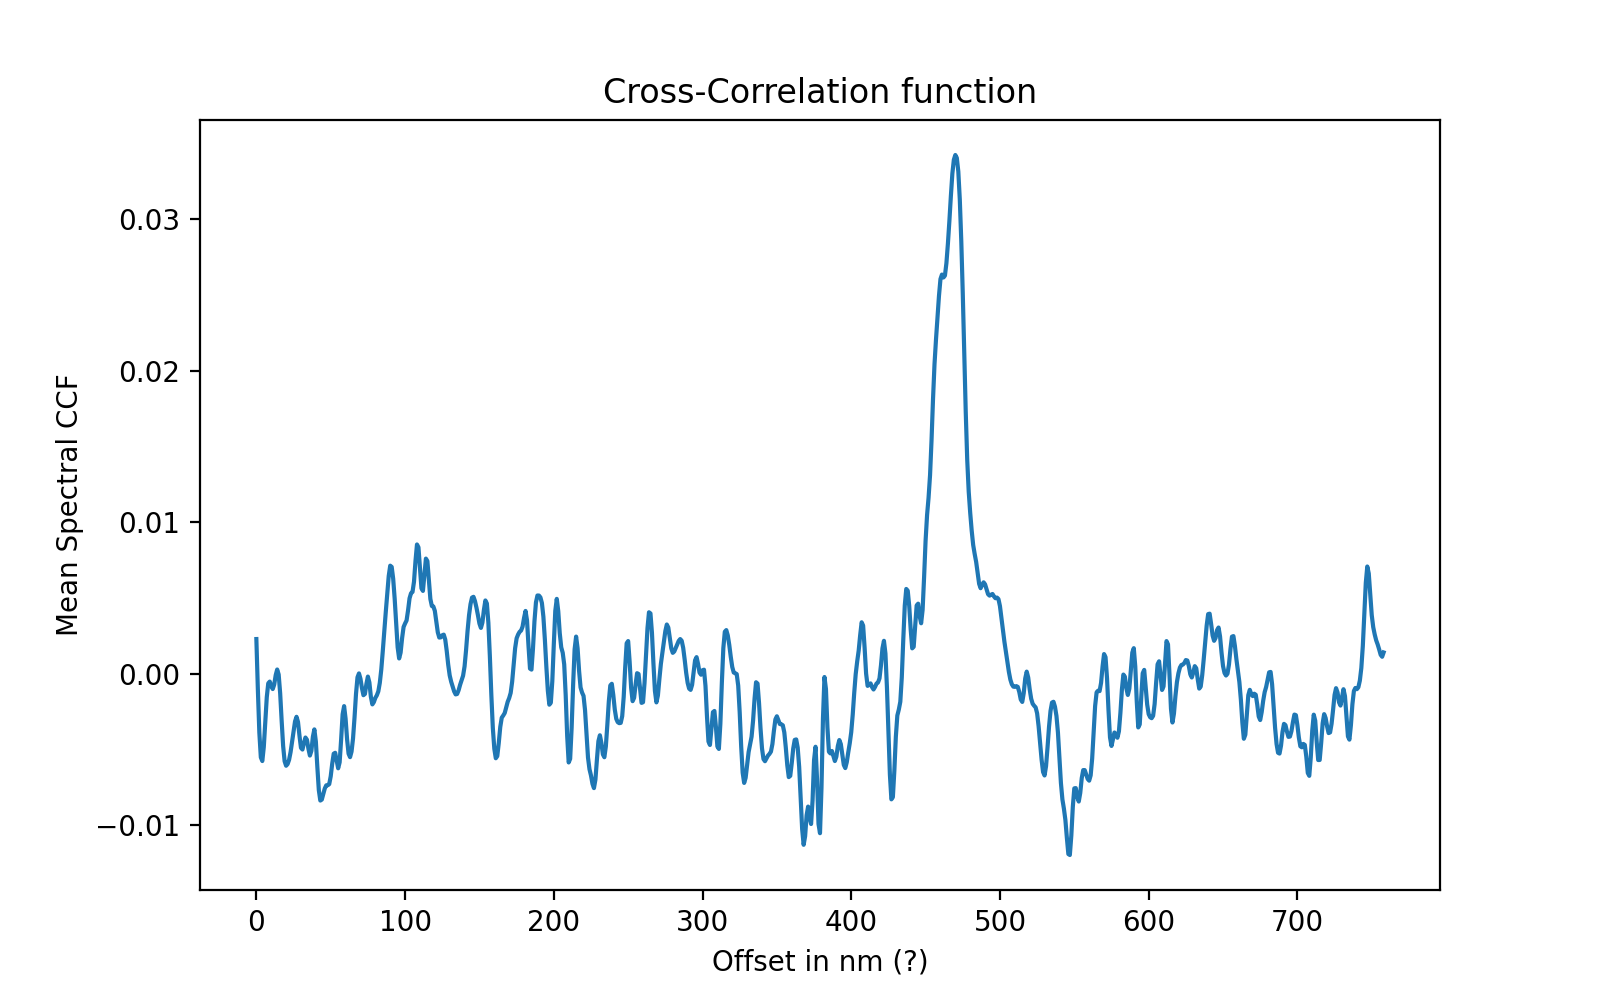 Cross-Correlation function
Mean Spectral CCF
0.03
0.02
0.01
0.00
−0.01
0 100 200 300 400 500 600 700
Offset in nm (?)